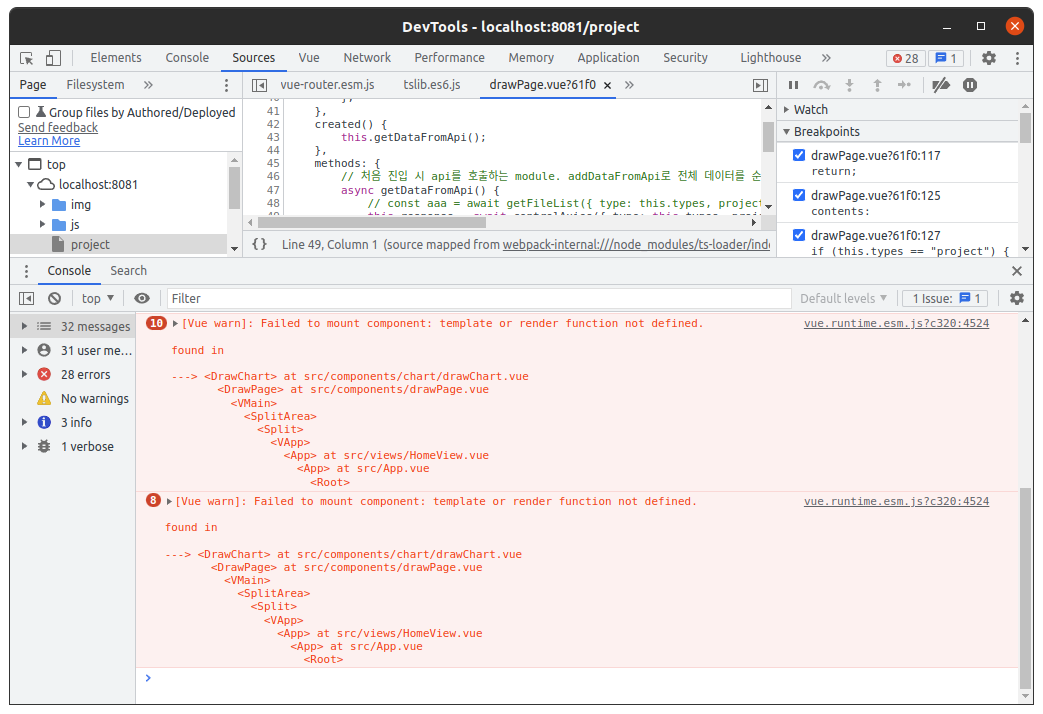 DevTools - localhost:8081/project
Elements Console Sources Vue Network Performance Memory Application Security Lighthouse » 28 1
Page Filesystem » vue-router.esm.js tslib.es6.js drawPage.vue?61f0 × »
Group files by Authored/Deployed
Send feedback
Learn More
top
localhost:8081
img
js
project
41 },
42 created() {
43 this.getDataFromApi();
44 },
45 methods: {
46 // 처음 진입 시 api를 호출하는 module. addDataFromApi로 전체 데이터를 순
47 async getDataFromApi() {
48 // const aaa = await getFileList({ type: this.types, project
{} Line 49, Column 1 (source mapped from webpack-internal:///node_modules/ts-loader/inde
Watch
Breakpoints
drawPage.vue?61f0:117
return;
drawPage.vue?61f0:125
contents:
drawPage.vue?61f0:127
if (this.types == "project") {
Console Search
top Filter Default levels 1 Issue: 1
32 messages
31 user me...
28 errors
No warnings
3 info
1 verbose
10 [Vue warn]: Failed to mount component: template or render function not defined. vue.runtime.esm.js?c320:4524
found in
---> <DrawChart> at src/components/chart/drawChart.vue
<DrawPage> at src/components/drawPage.vue
<VMain>
<SplitArea>
<Split>
<VApp>
<App> at src/views/HomeView.vue
<App> at src/App.vue
<Root>
8 [Vue warn]: Failed to mount component: template or render function not defined. vue.runtime.esm.js?c320:4524
found in
---> <DrawChart> at src/components/chart/drawChart.vue
<DrawPage> at src/components/drawPage.vue
<VMain>
<SplitArea>
<Split>
<VApp>
<App> at src/views/HomeView.vue
<App> at src/App.vue
<Root>